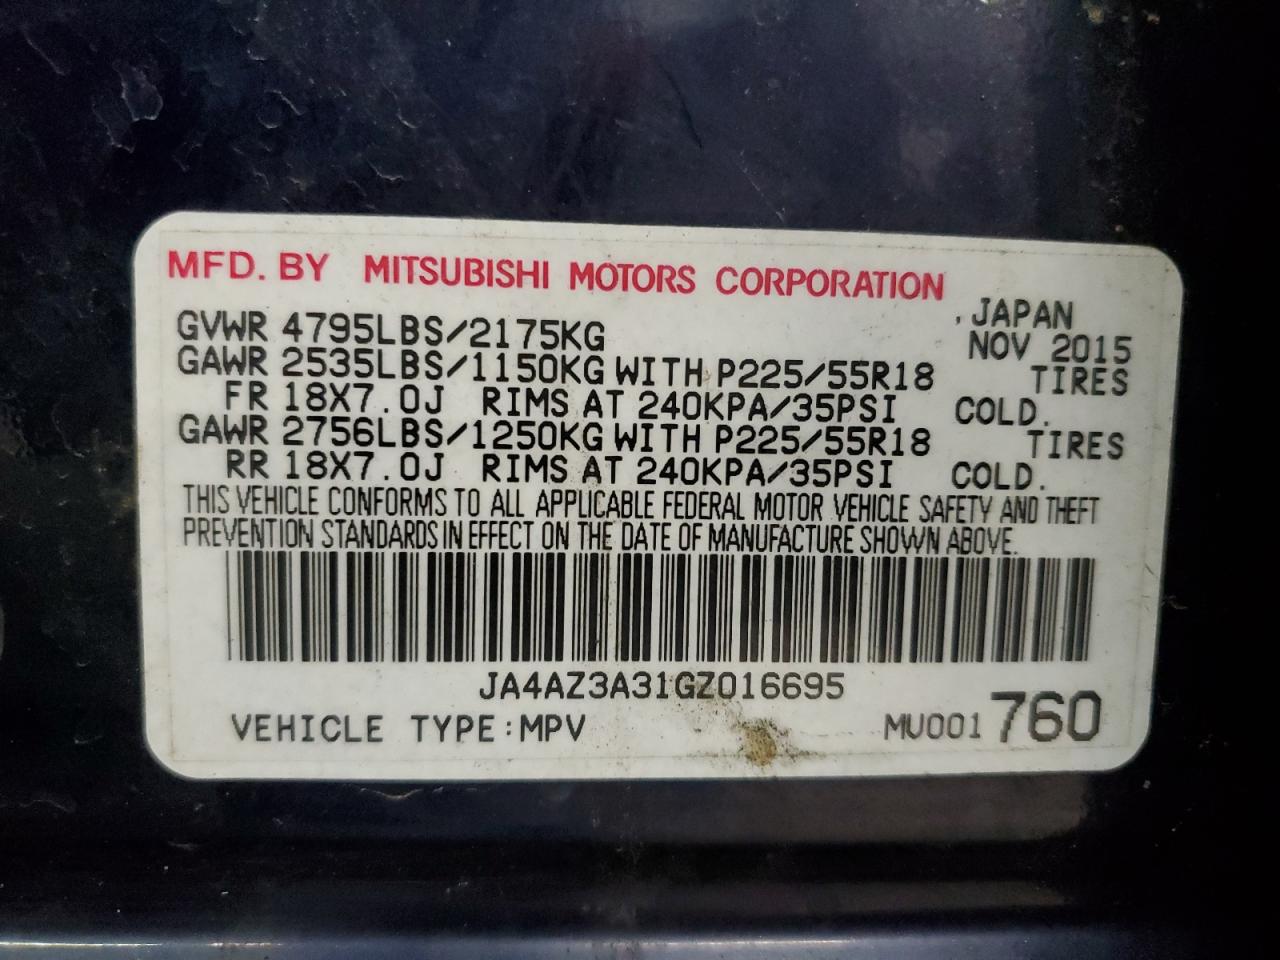 MFD. BY MITSUBISHI MOTORS CORPORATION
, JAPAN
GVWR 4795LBS/2175KG NOV 2015
GAWR 2535LBS/1150KG WITH P225/55R18 TIRES
FR 18X7.0J RIMS AT 240KPA/35PSI COLD.
GAWR 2756LBS/1250KG WITH P225/55R18 TIRES
RR 18X7.0J RIMS AT 240KPA/35PSI COLD.
THIS VEHICLE CONFORMS TO ALL APPLICABLE FEDERAL MOTOR VEHICLE SAFETY AND THEFT
PREVENTION STANDARDS IN EFFECT ON THE DATE OF MANUFACTURE SHOWN ABOVE.
JA4AZ3A31GZ016695
VEHICLE TYPE:MPV MU001 760